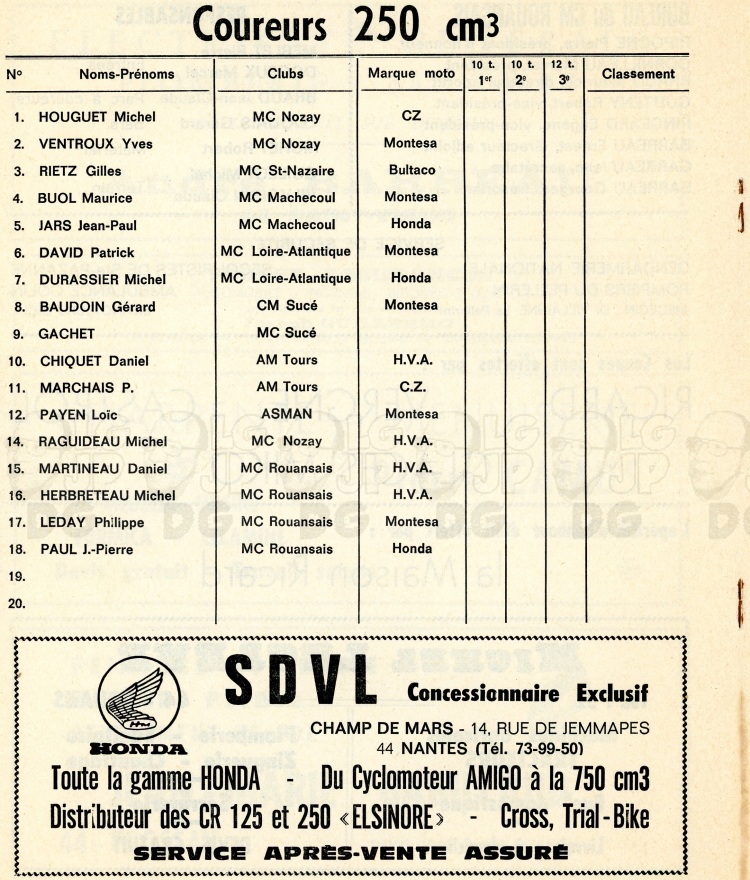 Coureurs 250 cm3
N° Noms-Prénoms Clubs Marque moto 10 t. 1er 10 t. 2e 12 t. 3e Classement
1. HOUGUET Michel MC Nozay CZ
2. VENTROUX Yves MC Nozay Montesa
3. RIETZ Gilles MC St-Nazaire Bultaco
4. BUOL Maurice MC Machecoul Montesa
5. JARS Jean-Paul MC Machecoul Honda
6. DAVID Patrick MC Loire-Atlantique Montesa
7. DURASSIER Michel MC Loire-Atlantique Honda
8. BAUDOIN Gérard CM Sucé Montesa
9. GACHET MC Sucé
10. CHIQUET Daniel AM Tours H.V.A.
11. MARCHAIS P. AM Tours C.Z.
12. PAYEN Loïc ASMAN Montesa
14. RAGUIDEAU Michel MC Nozay H.V.A.
15. MARTINEAU Daniel MC Rouansais H.V.A.
16. HERBRETEAU Michel MC Rouansais H.V.A.
17. LEDAY Philippe MC Rouansais Montesa
18. PAUL J.-Pierre MC Rouansais Honda
19.
20.
SDVL Concessionnaire Exclusif
HONDA
CHAMP DE MARS - 14, RUE DE JEMMAPES
44 NANTES (Tél. 73-99-50)
Toute la gamme HONDA - Du Cyclomoteur AMIGO à la 750 cm3
Distributeur des CR 125 et 250 «ELSINORE» - Cross, Trial-Bike
SERVICE APRÈS-VENTE ASSURÉ
LG JP DG